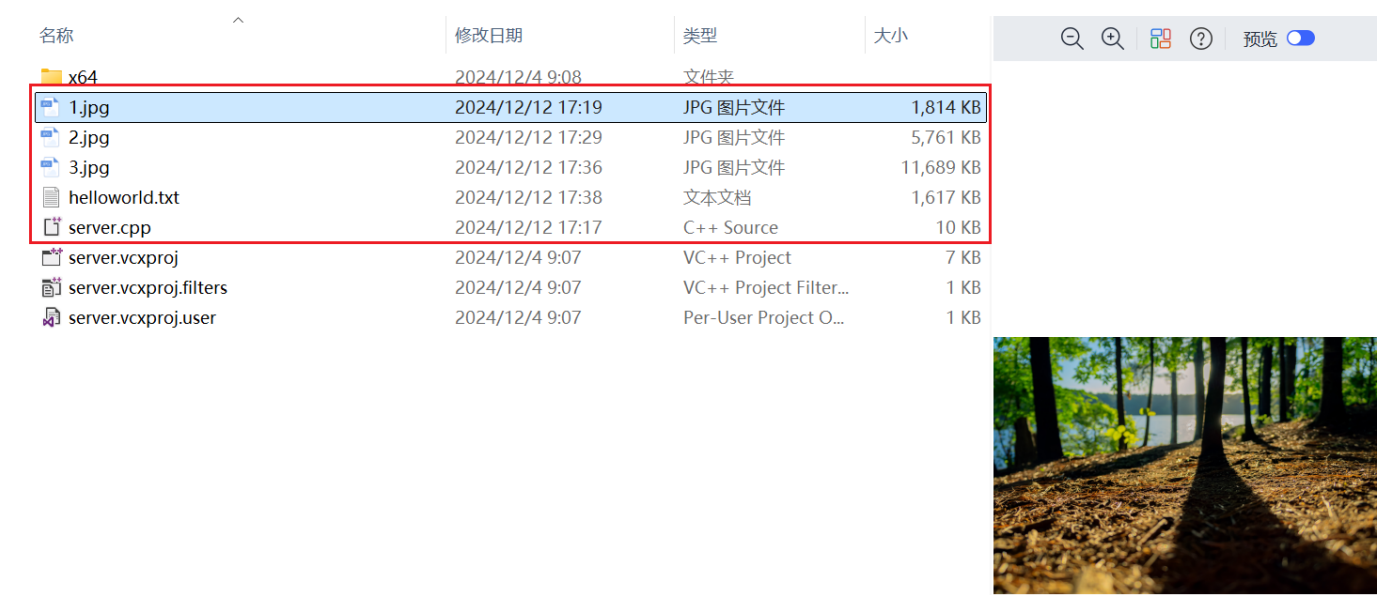 名称 修改日期 类型 大小 预览
x64 2024/12/4 9:08 文件夹
1.jpg 2024/12/12 17:19 JPG 图片文件 1,814 KB
2.jpg 2024/12/12 17:29 JPG 图片文件 5,761 KB
3.jpg 2024/12/12 17:36 JPG 图片文件 11,689 KB
helloworld.txt 2024/12/12 17:38 文本文档 1,617 KB
server.cpp 2024/12/12 17:17 C++ Source 10 KB
server.vcxproj 2024/12/4 9:07 VC++ Project 7 KB
server.vcxproj.filters 2024/12/4 9:07 VC++ Project Filter... 1 KB
server.vcxproj.user 2024/12/4 9:07 Per-User Project O... 1 KB